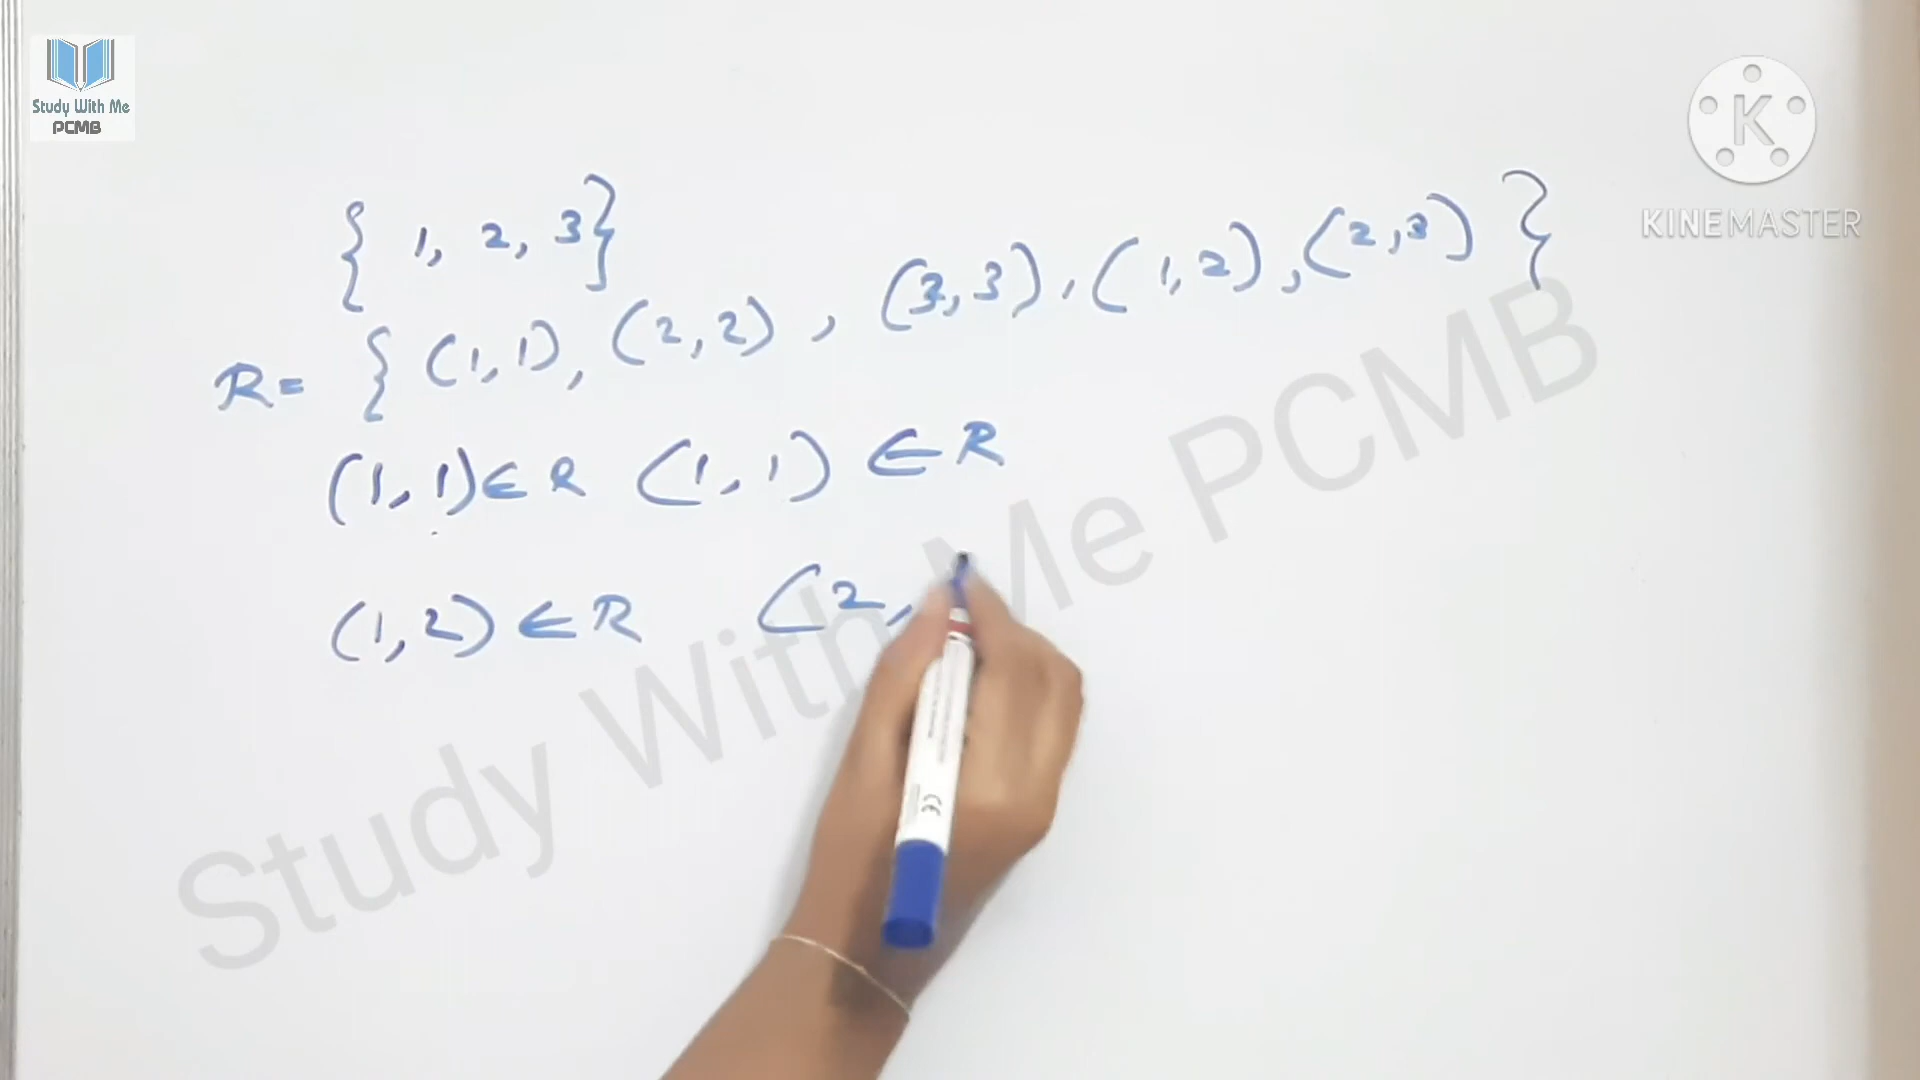 Study With Me
PCMB
K
KINEMASTER
{ 1, 2, 3}
R= { (1, 1), (2, 2) , (3, 3), (1, 2), (2, 3) }
(1, 1) ∈ R (1, 1) ∈ R
(1, 2) ∈ R (2,
Study With Me PCMB
CE